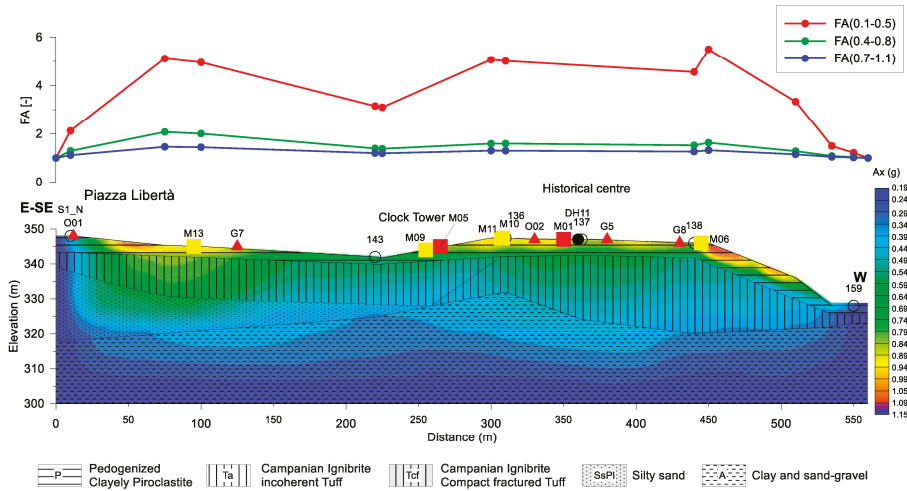 FA(0.1-0.5)
FA(0.4-0.8)
FA(0.7-1.1)
6
4
2
0
FA [-]
Piazza Libertà
Historical centre
E-SE
S1_N
O01
M13
G7
143
Clock Tower
M05
M09
M11
136
M10
O02
M01
DH11
137
G5
G8
138
M06
W
159
350
340
330
320
310
300
Elevation (m)
0
50
100
150
200
250
300
350
400
450
500
550
Distance (m)
Ax (g)
0.19
0.24
0.29
0.34
0.39
0.44
0.49
0.54
0.59
0.64
0.69
0.74
0.79
0.84
0.89
0.94
0.99
1.04
1.09
1.15
P
Pedogenized
Clayely Piroclastite
Ta
Campanian Ignibrite
incoherent Tuff
Tcf
Campanian Ignibrite
Compact fractured Tuff
SsPl
Silty sand
A
Clay and sand-gravel